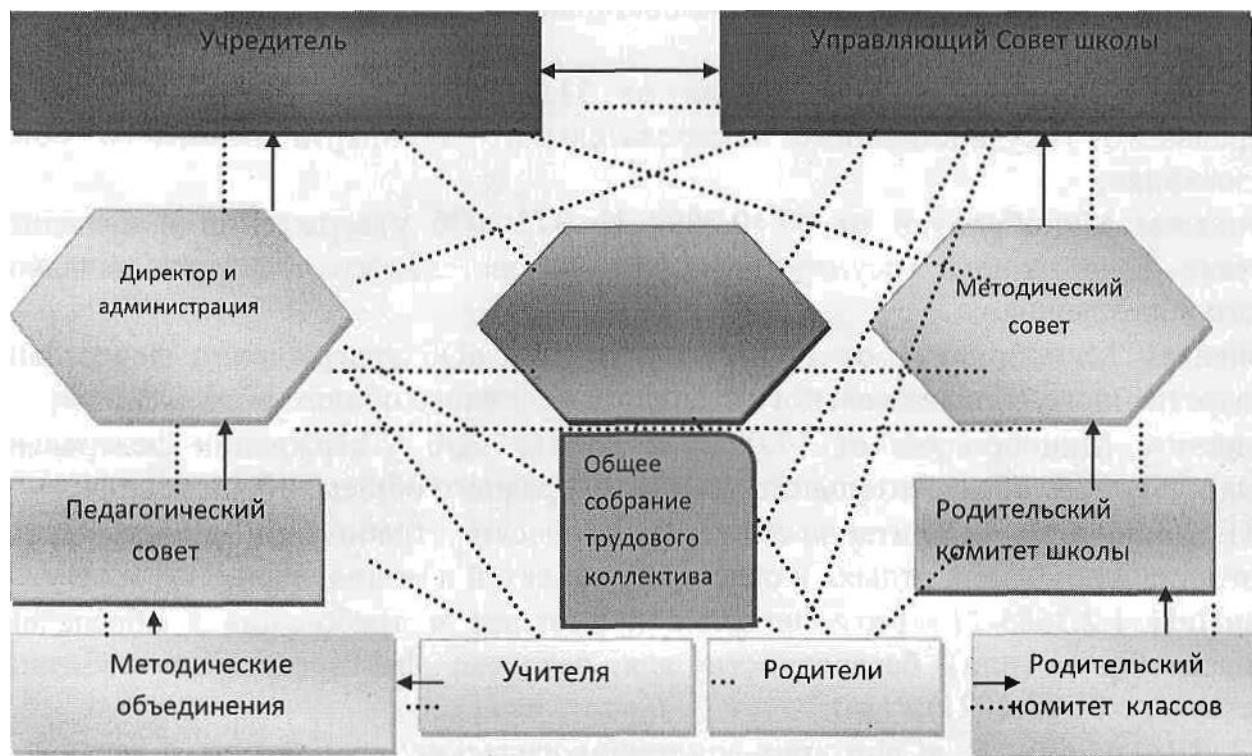 Учредитель
Управляющий Совет школы
Директор и
администрация
Методический
совет
Общее
собрание
трудового
коллектива
Педагогический
совет
Родительский
комитет школы
Методические
объединения
Учителя
Родители
Родительский
комитет классов